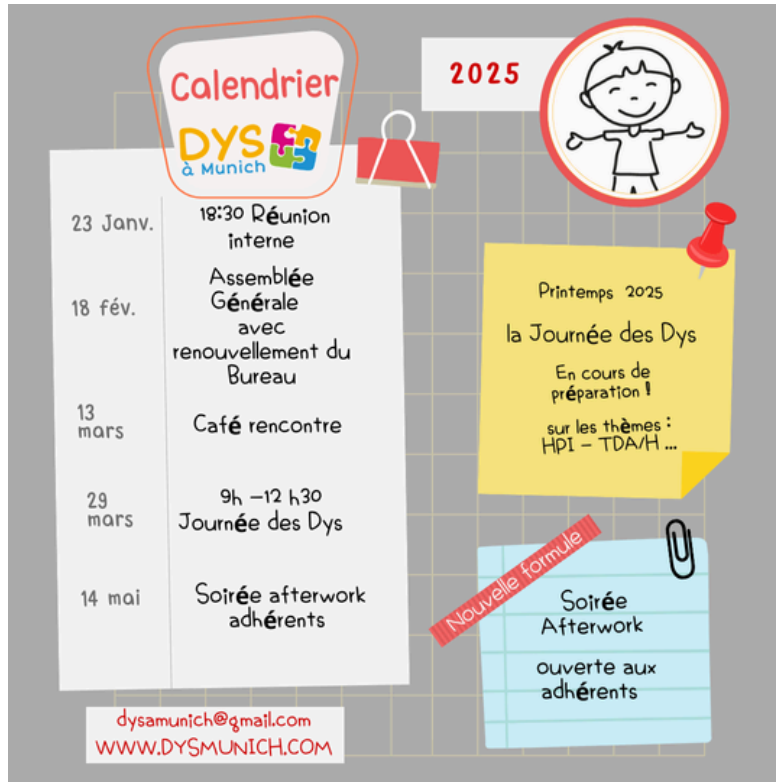 Calendrier
DYS
à Munich
2025
23 Janv.
18:30 Réunion
interne
18 fév.
Assemblée
Générale
avec
renouvellement du
Bureau
13
mars
Café rencontre
29
mars
9h -12 h30
Journée des Dys
14 mai
Soirée afterwork
adhérents
dysamunich@gmail.com
WWW.DYSMUNICH.COM
Printemps 2025
la Journée des Dys
En cours de
préparation !
sur les thèmes :
HPI - TDA/H ...
Nouvelle formule
Soirée
Afterwork
ouverte aux
adhérents